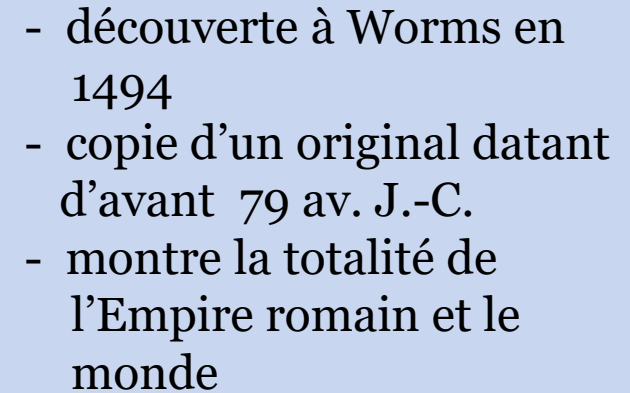 - découverte à Worms en
1494
- copie d’un original datant
d’avant 79 av. J.-C.
- montre la totalité de
l’Empire romain et le
monde